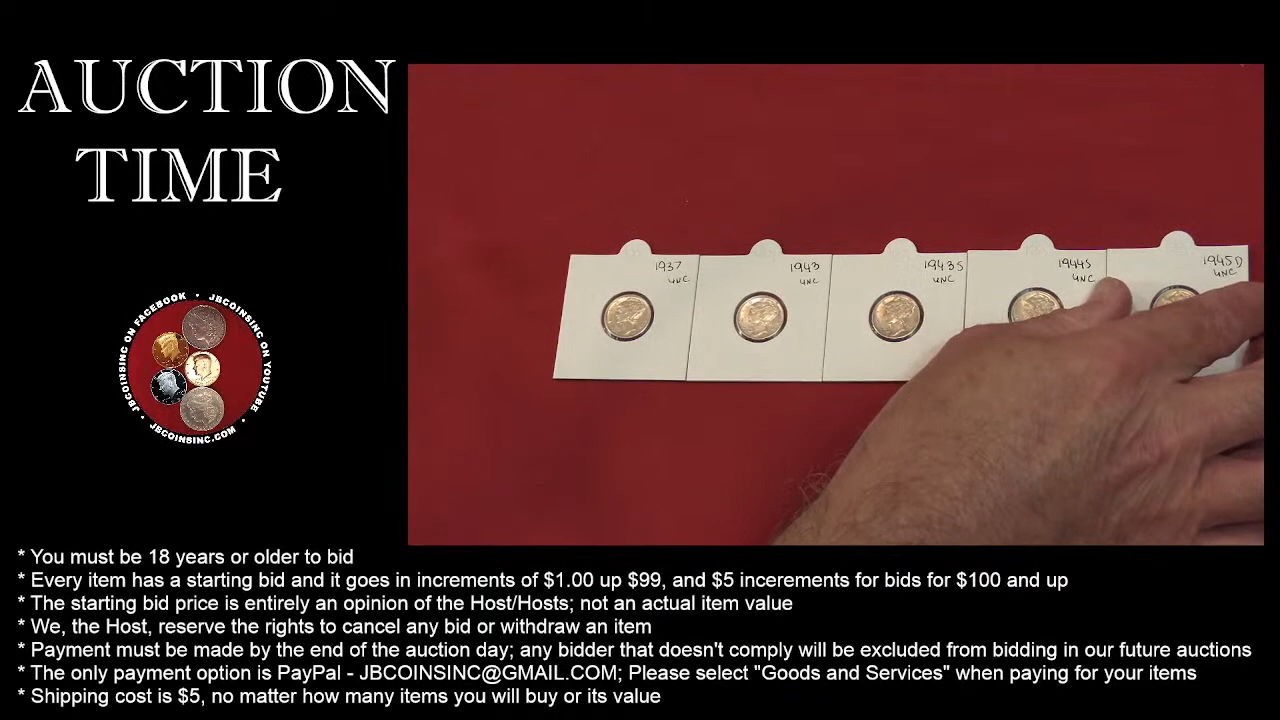 AUCTION
TIME
JBCOINSINC ON FACEBOOK • JBCOINSINC ON YOUTUBE • JBCOINSINC.COM •
1937
UNC
1943
UNC
1943S
UNC
1944S
UNC
1945D
UNC
* You must be 18 years or older to bid
* Every item has a starting bid and it goes in increments of $1.00 up $99, and $5 incerements for bids for $100 and up
* The starting bid price is entirely an opinion of the Host/Hosts; not an actual item value
* We, the Host, reserve the rights to cancel any bid or withdraw an item
* Payment must be made by the end of the auction day; any bidder that doesn't comply will be excluded from bidding in our future auctions
* The only payment option is PayPal - JBCOINSINC@GMAIL.COM; Please select "Goods and Services" when paying for your items
* Shipping cost is $5, no matter how many items you will buy or its value